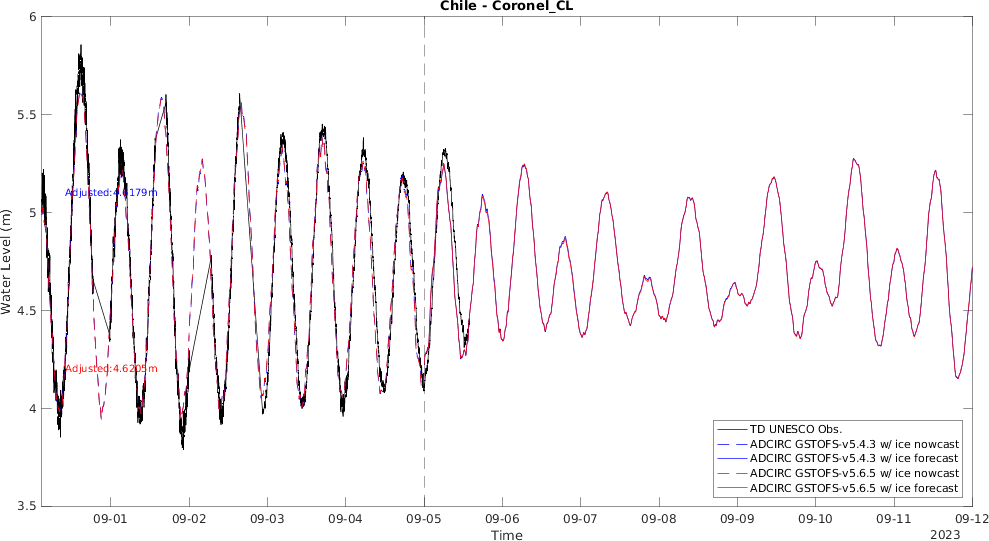 Chile - Coronel_CL
6
5.5
5
4.5
4
3.5
Water Level (m)
Adjusted:4.6179m
Adjusted:4.6205m
TD UNESCO Obs.
ADCIRC GSTOFS-v5.4.3 w/ ice nowcast
ADCIRC GSTOFS-v5.4.3 w/ ice forecast
ADCIRC GSTOFS-v5.6.5 w/ ice nowcast
ADCIRC GSTOFS-v5.6.5 w/ ice forecast
09-01 09-02 09-03 09-04 09-05 09-06 09-07 09-08 09-09 09-10 09-11 09-12
Time
2023